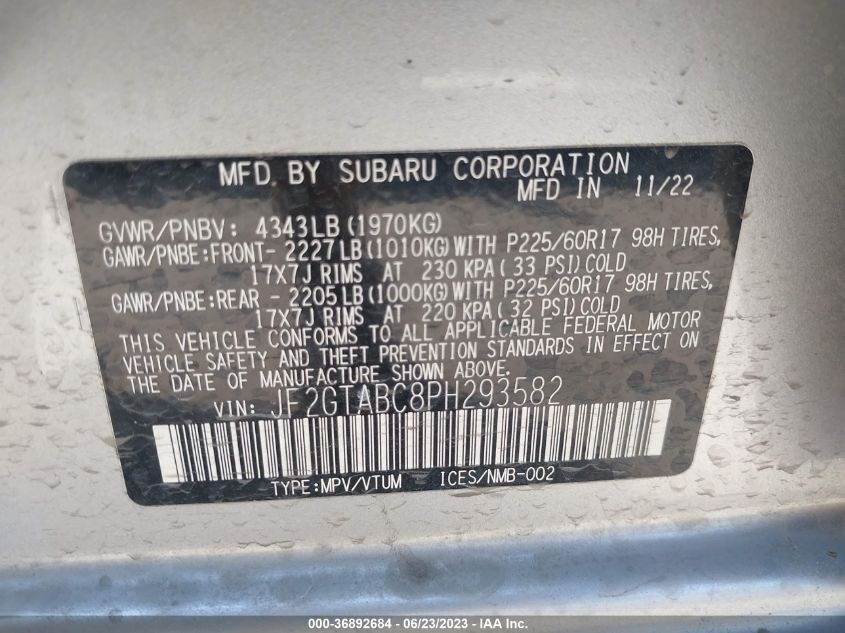 MFD BY SUBARU CORPORATION
MFD IN 11/22
GVWR/PNBV: 4343LB(1970KG)
GAWR/PNBE:FRONT- 2227LB(1010KG)WITH P225/60R17 98H TIRES,
17X7J RIMS AT 230 KPA(33 PSI)COLD
GAWR/PNBE:REAR - 2205LB(1000KG)WITH P225/60R17 98H TIRES,
17X7J RIMS AT 220 KPA(32 PSI)COLD
THIS VEHICLE CONFORMS TO ALL APPLICABLE FEDERAL MOTOR
VEHICLE SAFETY AND THEFT PREVENTION STANDARDS IN EFFECT ON
THE DATE OF MANUFACTURE SHOWN ABOVE.
VIN: JF2GTABC8PH293582
TYPE:MPV/VTUM ICES/NMB-002
000-36892684 - 06/23/2023 - IAA Inc.